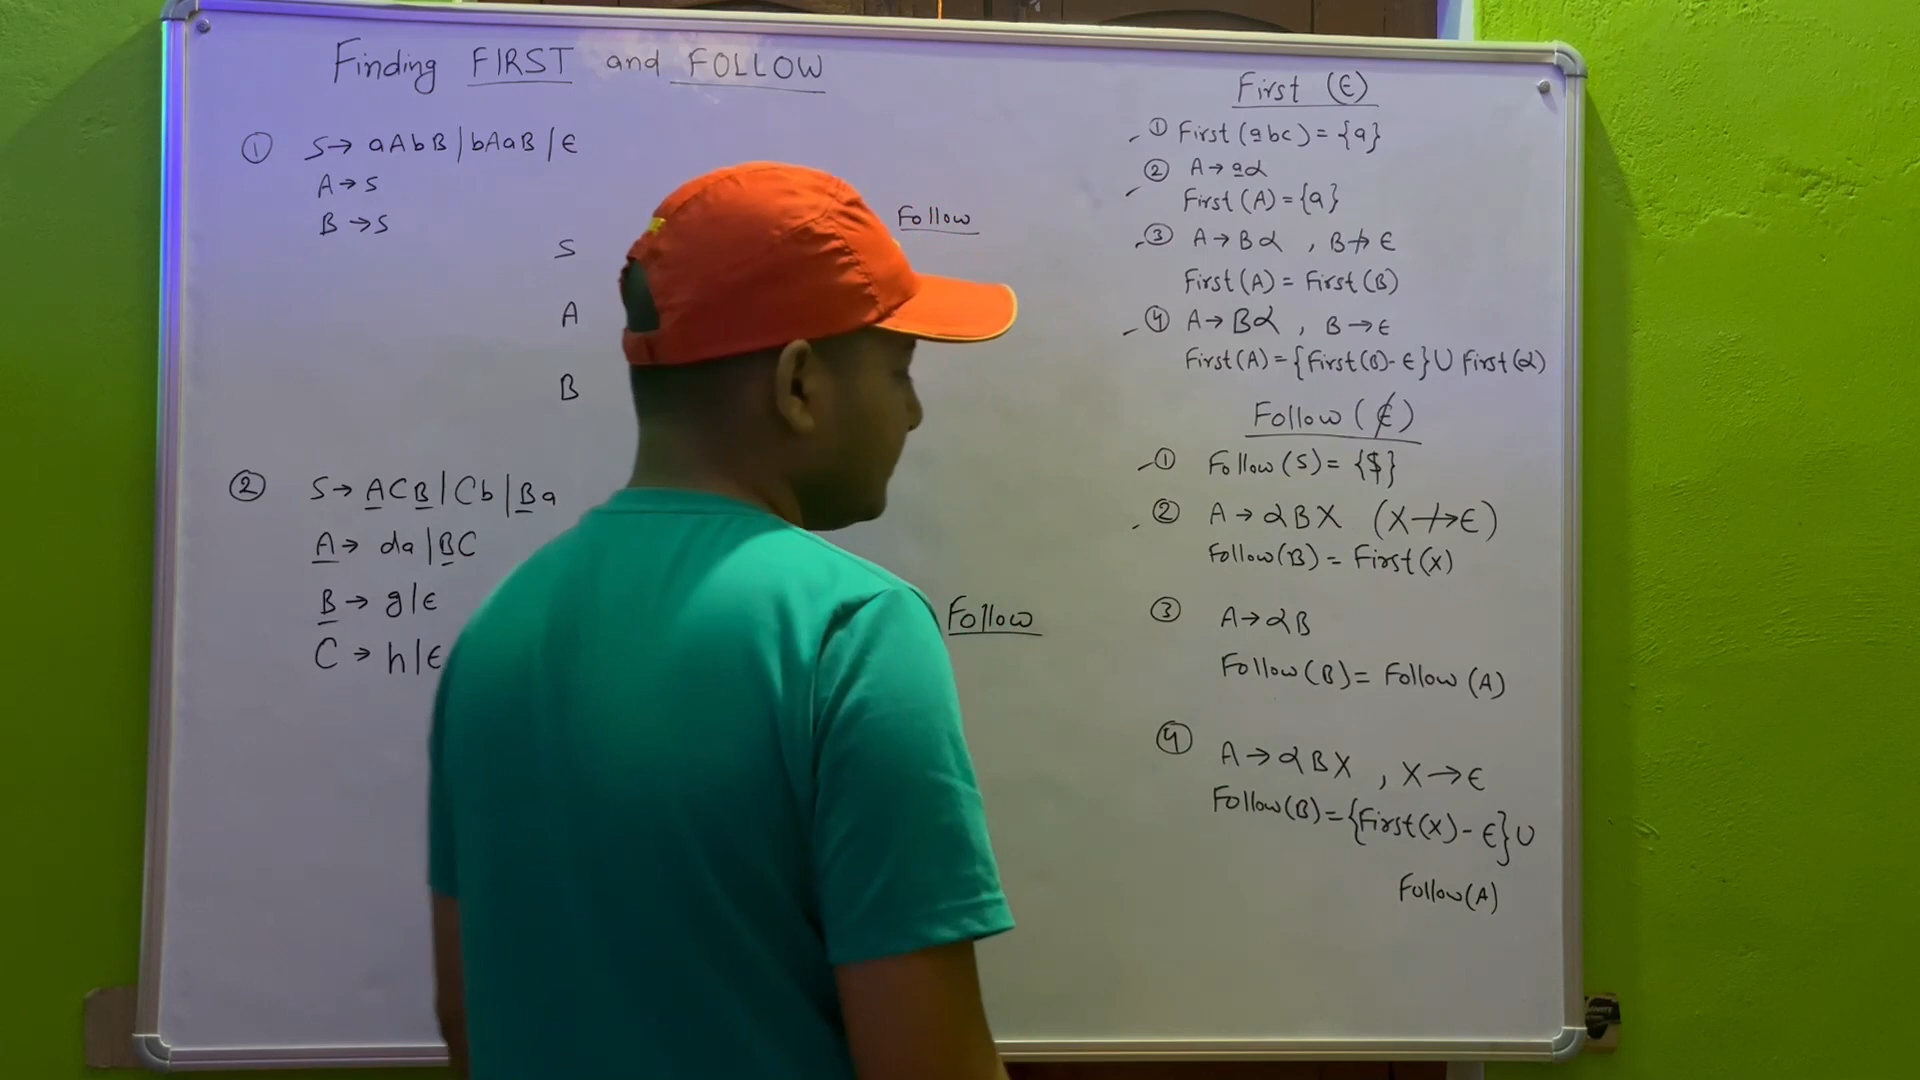 Finding FIRST and FOLLOW
① S→ aAbB | bAaB | ϵ
A→S
B→S
Follow
S
A
B
② S→ ACB | Cb | Ba
A→ da | BC
B→ g | ϵ
C→ h | ϵ
Follow
First (ϵ)
① First (abc) = {a}
② A→ aα
First (A) = {a}
③ A→ Bα , B↛ ϵ
First (A) = First (B)
④ A→ Bα , B→ϵ
First (A) = {First (B) - ϵ} ∪ First (α)
Follow (ϵ̸)
① Follow (S) = {$}
② A→ αBX (X↛ϵ)
Follow (B) = First (X)
③ A→ αB
Follow (B) = Follow (A)
④ A→ αBX , X→ϵ
Follow (B) = {First (X) - ϵ} ∪
Follow (A)